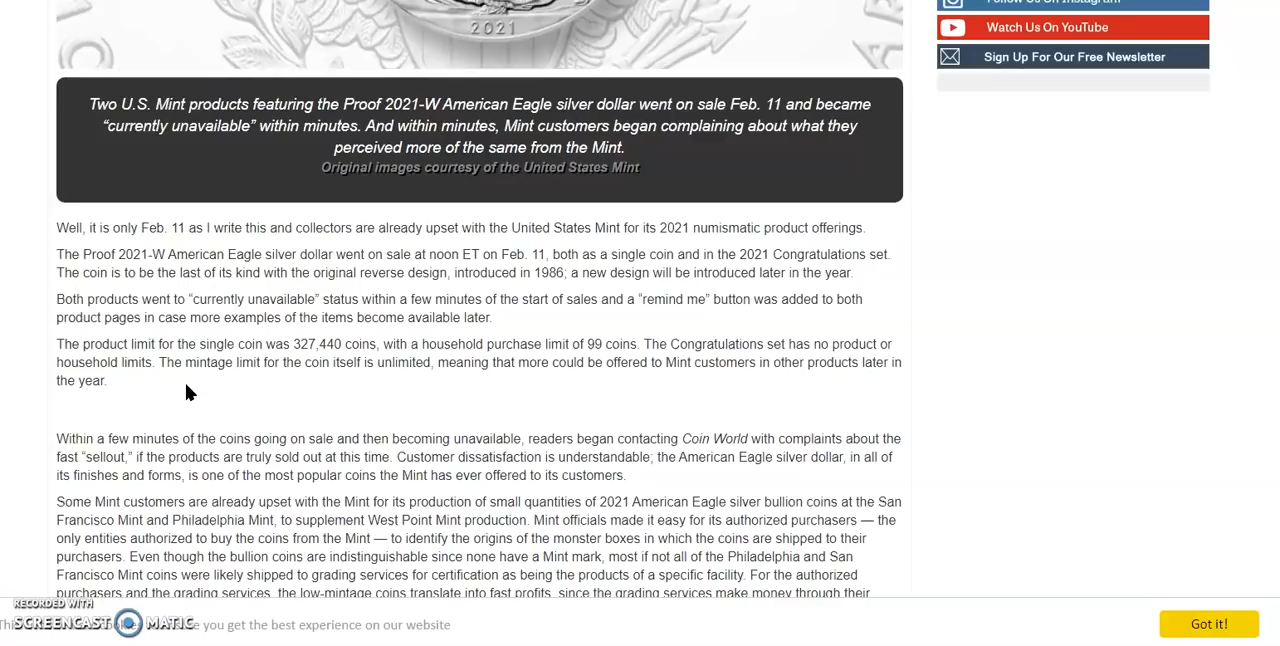 Follow Us On Instagram
2021
Watch Us On YouTube
Sign Up For Our Free Newsletter
Two U.S. Mint products featuring the Proof 2021-W American Eagle silver dollar went on sale Feb. 11 and became
“currently unavailable” within minutes. And within minutes, Mint customers began complaining about what they
perceived more of the same from the Mint.
Original images courtesy of the United States Mint
Well, it is only Feb. 11 as I write this and collectors are already upset with the United States Mint for its 2021 numismatic product offerings.
The Proof 2021-W American Eagle silver dollar went on sale at noon ET on Feb. 11, both as a single coin and in the 2021 Congratulations set.
The coin is to be the last of its kind with the original reverse design, introduced in 1986; a new design will be introduced later in the year.
Both products went to “currently unavailable” status within a few minutes of the start of sales and a “remind me” button was added to both
product pages in case more examples of the items become available later.
The product limit for the single coin was 327,440 coins, with a household purchase limit of 99 coins. The Congratulations set has no product or
household limits. The mintage limit for the coin itself is unlimited, meaning that more could be offered to Mint customers in other products later in
the year.
Within a few minutes of the coins going on sale and then becoming unavailable, readers began contacting Coin World with complaints about the
fast “sellout,” if the products are truly sold out at this time. Customer dissatisfaction is understandable; the American Eagle silver dollar, in all of
its finishes and forms, is one of the most popular coins the Mint has ever offered to its customers.
Some Mint customers are already upset with the Mint for its production of small quantities of 2021 American Eagle silver bullion coins at the San
Francisco Mint and Philadelphia Mint, to supplement West Point Mint production. Mint officials made it easy for its authorized purchasers — the
only entities authorized to buy the coins from the Mint — to identify the origins of the monster boxes in which the coins are shipped to their
purchasers. Even though the bullion coins are indistinguishable since none have a Mint mark, most if not all of the Philadelphia and San
Francisco Mint coins were likely shipped to grading services for certification as being the products of a specific facility. For the authorized
purchasers and the grading services, the low-mintage coins translate into fast profits, since the grading services make money through their
RECORDED WITH
SCREENCAST MATIC
you get the best experience on our website
Got it!